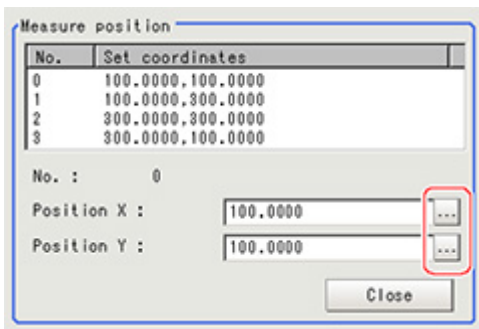 Measure position
No. Set coordinates
0 100.0000,100.0000
1 100.0000,300.0000
2 300.0000,300.0000
3 300.0000,100.0000
No. : 0
Position X : 100.0000 ...
Position Y : 100.0000 ...
Close